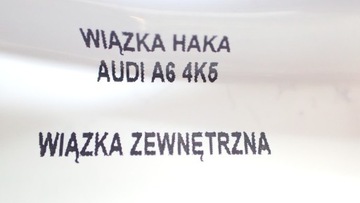 WIĄZKA HAKA
AUDI A6 4K5
WIĄZKA ZEWNĘTRZNA